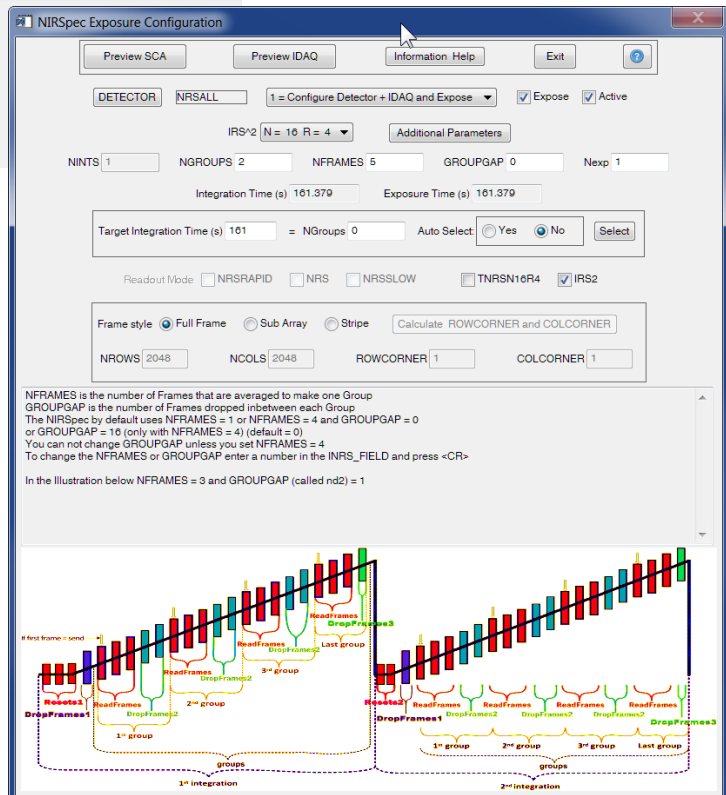 NIRSpec Exposure Configuration
Preview SCA Preview IDAQ Information Help Exit ?
DETECTOR NRSALL 1 = Configure Detector + IDAQ and Expose Expose Active
IRS^2 N = 16 R = 4 Additional Parameters
NINTS 1 NGROUPS 2 NFRAMES 5 GROUPGAP 0 Nexp 1
Integration Time (s) 161.379 Exposure Time (s) 161.379
Target Integration Time (s) 161 = NGroups 0 Auto Select: Yes No Select
Readout Mode NRSRAPID NRS NRSSLOW TNRSN16R4 IRS2
Frame style Full Frame Sub Array Stripe Calculate ROWCORNER and COLCORNER
NROWS 2048 NCOLS 2048 ROWCORNER 1 COLCORNER 1
NFRAMES is the number of Frames that are averaged to make one Group
GROUPGAP is the number of Frames dropped inbetween each Group
The NIRSpec by default uses NFRAMES = 1 or NFRAMES = 4 and GROUPGAP = 0
or GROUPGAP = 16 (only with NFRAMES = 4) (default = 0)
You can not change GROUPGAP unless you set NFRAMES = 4
To change the NFRAMES or GROUPGAP enter a number in the INRS_FIELD and press <CR>
In the Illustration below NFRAMES = 3 and GROUPGAP (called nd2) = 1
ReadFrames
DropFrames3
If first frame = send
ReadFrames DropFrames2 Last group
ReadFrames DropFrames2 3rd group
Resets1 ReadFrames DropFrames2 2nd group
DropFrames1
1st group
groups
1st integration
Resets2 ReadFrames ReadFrames ReadFrames ReadFrames
DropFrames1 DropFrames2 DropFrames2 DropFrames2 DropFrames3
1st group 2nd group 3rd group Last group
groups
2nd integration